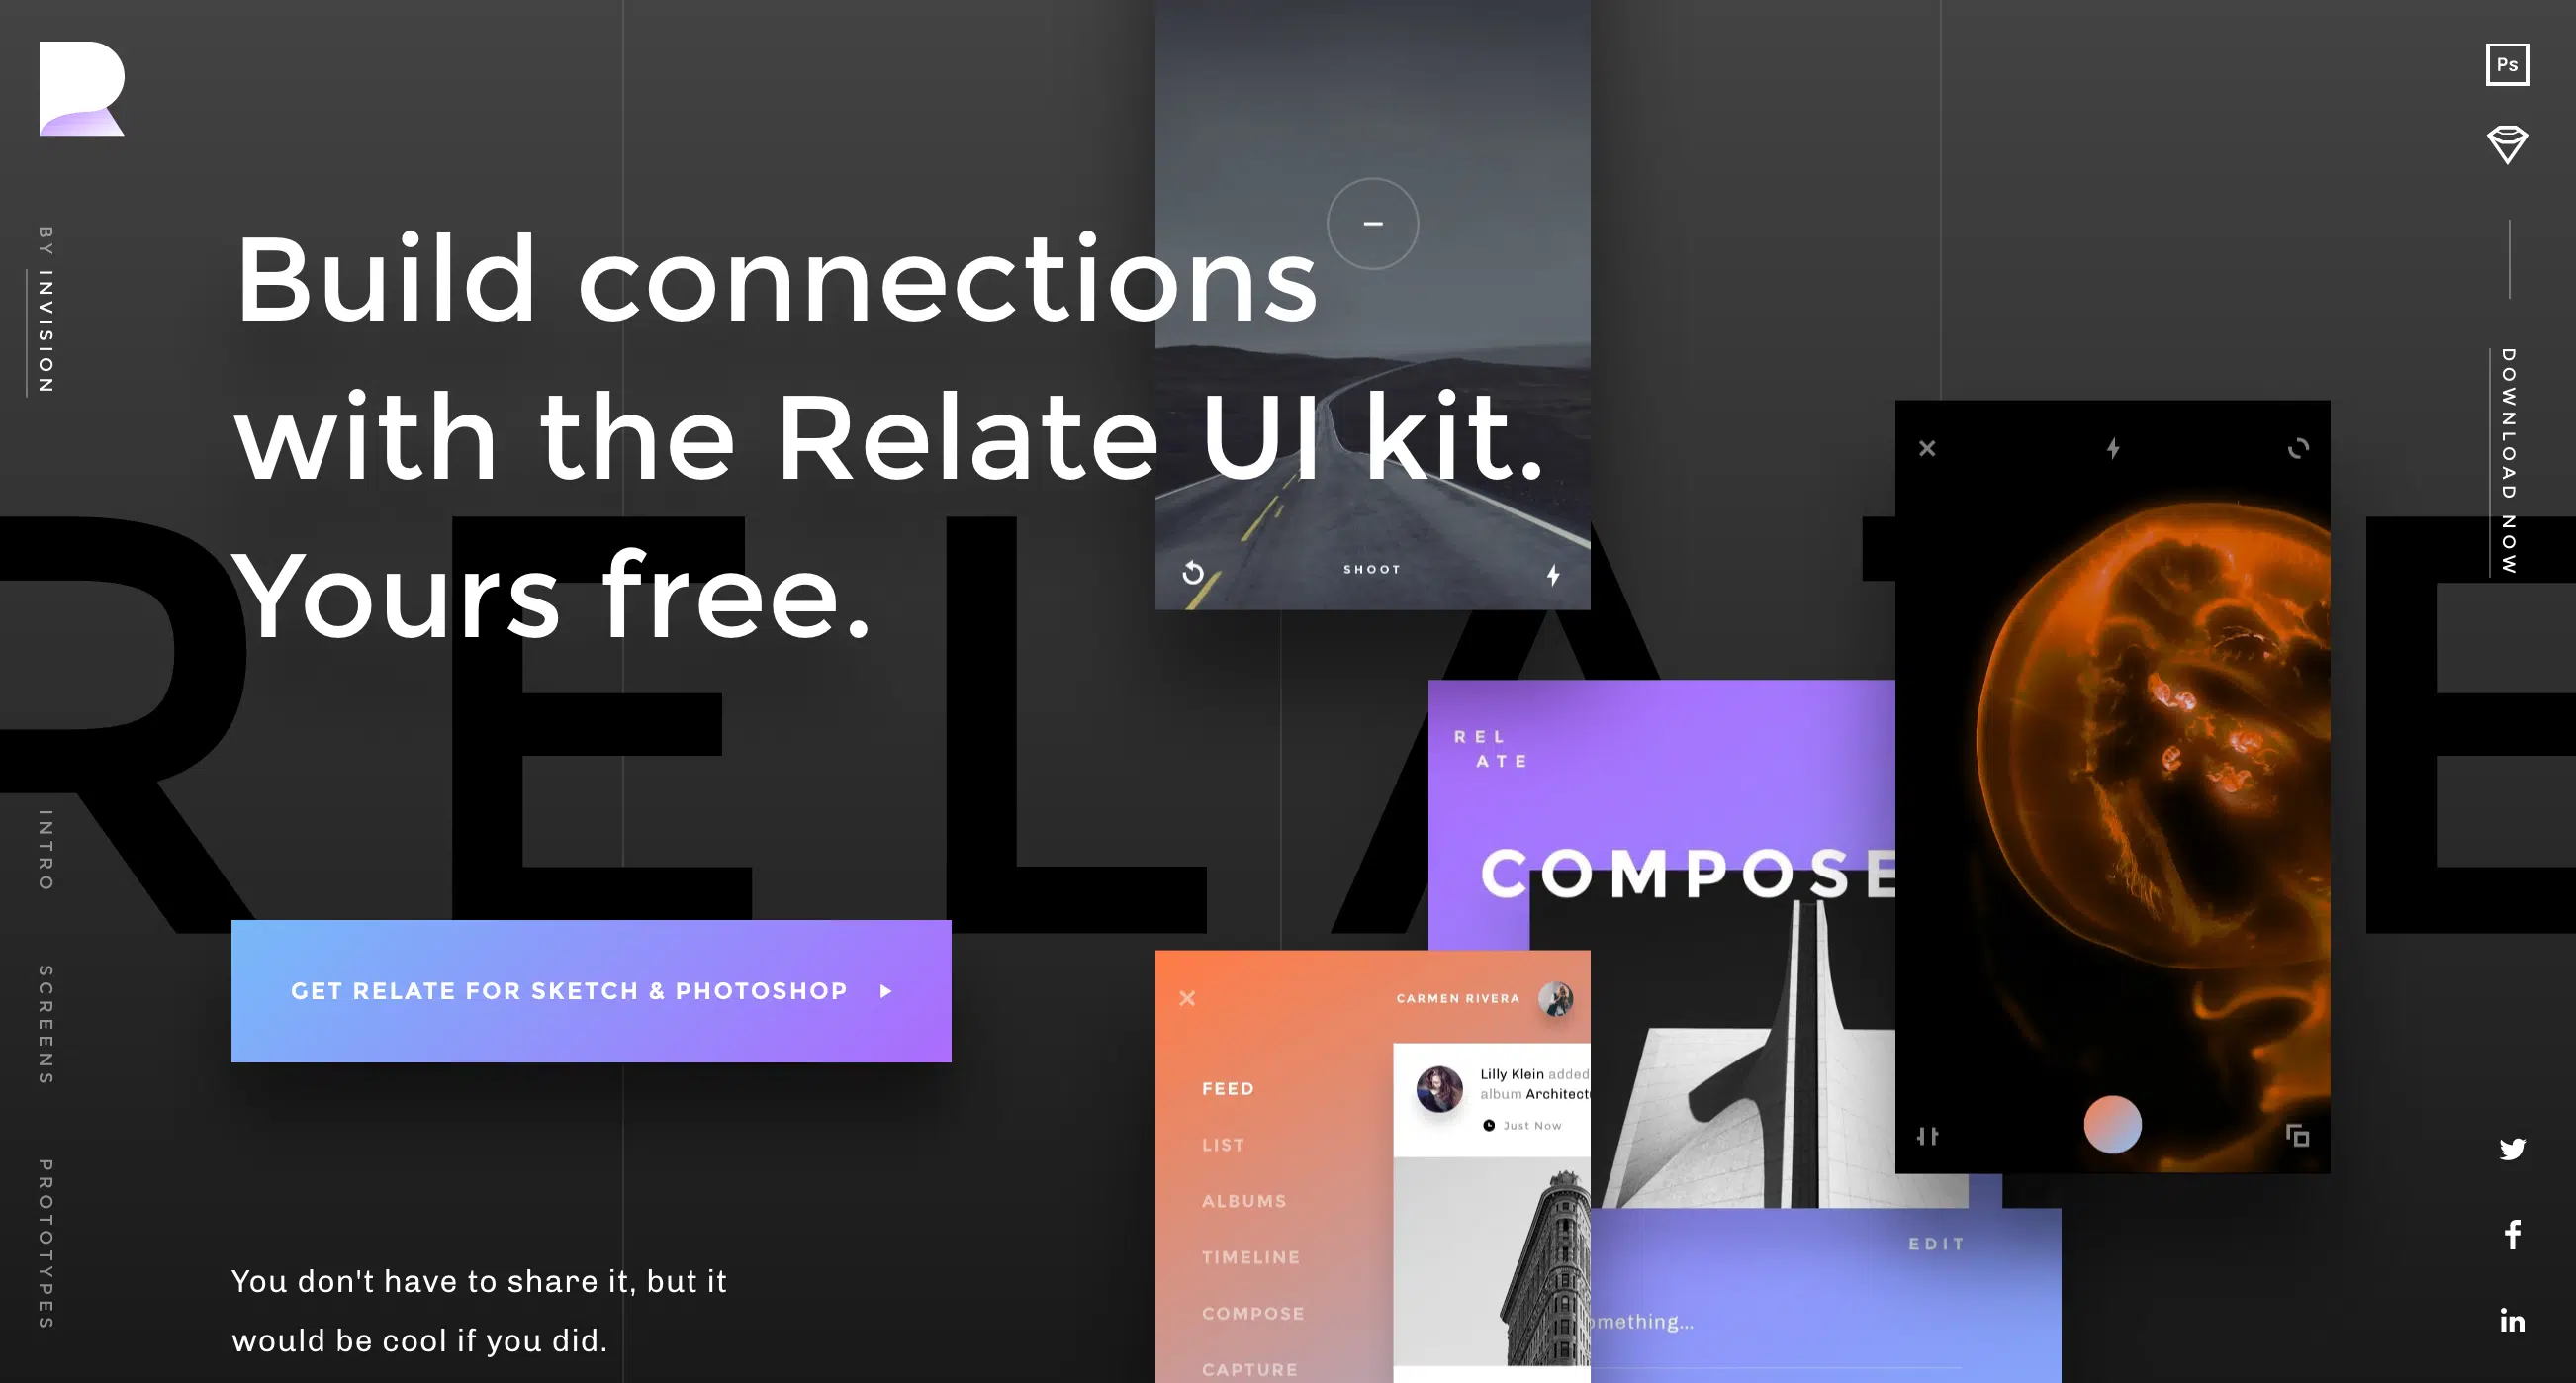 Ps
BY INVISION
Build connections
with the Relate UI kit.
Yours free.
SHOOT
DOWNLOAD NOW
RELATE
REL
ATE
COMPOSE
INTRO
SCREENS
PROTOTYPES
GET RELATE FOR SKETCH & PHOTOSHOP
You don't have to share it, but it
would be cool if you did.
CARMEN RIVERA
FEED
LIST
ALBUMS
TIMELINE
COMPOSE
CAPTURE
Lilly Klein added
album
Just Now
EDIT
in